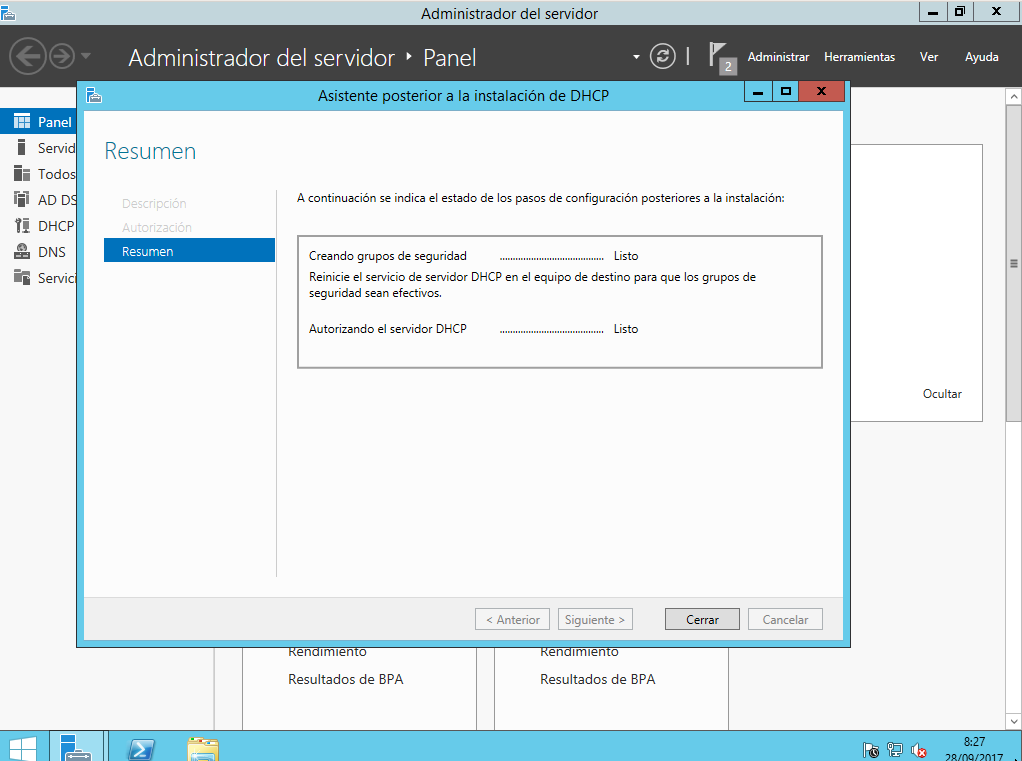 Administrador del servidor
Administrador del servidor ‣ Panel
2
Administrar
Herramientas
Ver
Ayuda
Asistente posterior a la instalación de DHCP
Panel
Servid
Todos
AD DS
DHCP
DNS
Servici
Resumen
Descripción
Autorización
Resumen
A continuación se indica el estado de los pasos de configuración posteriores a la instalación:
Creando grupos de seguridad ........................................ Listo
Reinicie el servicio de servidor DHCP en el equipo de destino para que los grupos de
seguridad sean efectivos.
Autorizando el servidor DHCP ........................................ Listo
Ocultar
< Anterior
Siguiente >
Cerrar
Cancelar
Rendimiento
Resultados de BPA
Rendimiento
Resultados de BPA
8:27
28/09/2017